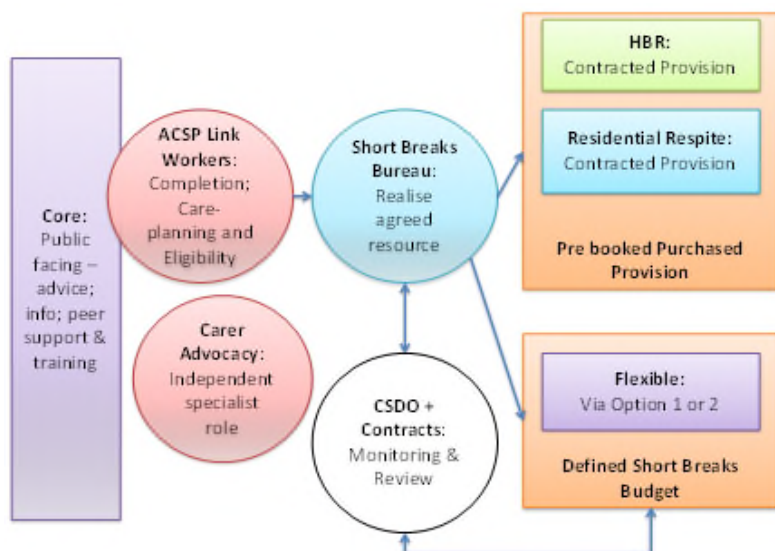 Core:
Public
facing –
advice;
info; peer
support &
training
ACSP Link
Workers:
Completion;
Care-
planning and
Eligibility
Carer
Advocacy:
Independent
specialist
role
Short Breaks
Bureau:
Realise
agreed
resource
CSDO +
Contracts:
Monitoring &
Review
HBR:
Contracted Provision
Residential Respite:
Contracted Provision
Pre booked Purchased
Provision
Flexible:
Via Option 1 or 2
Defined Short Breaks
Budget